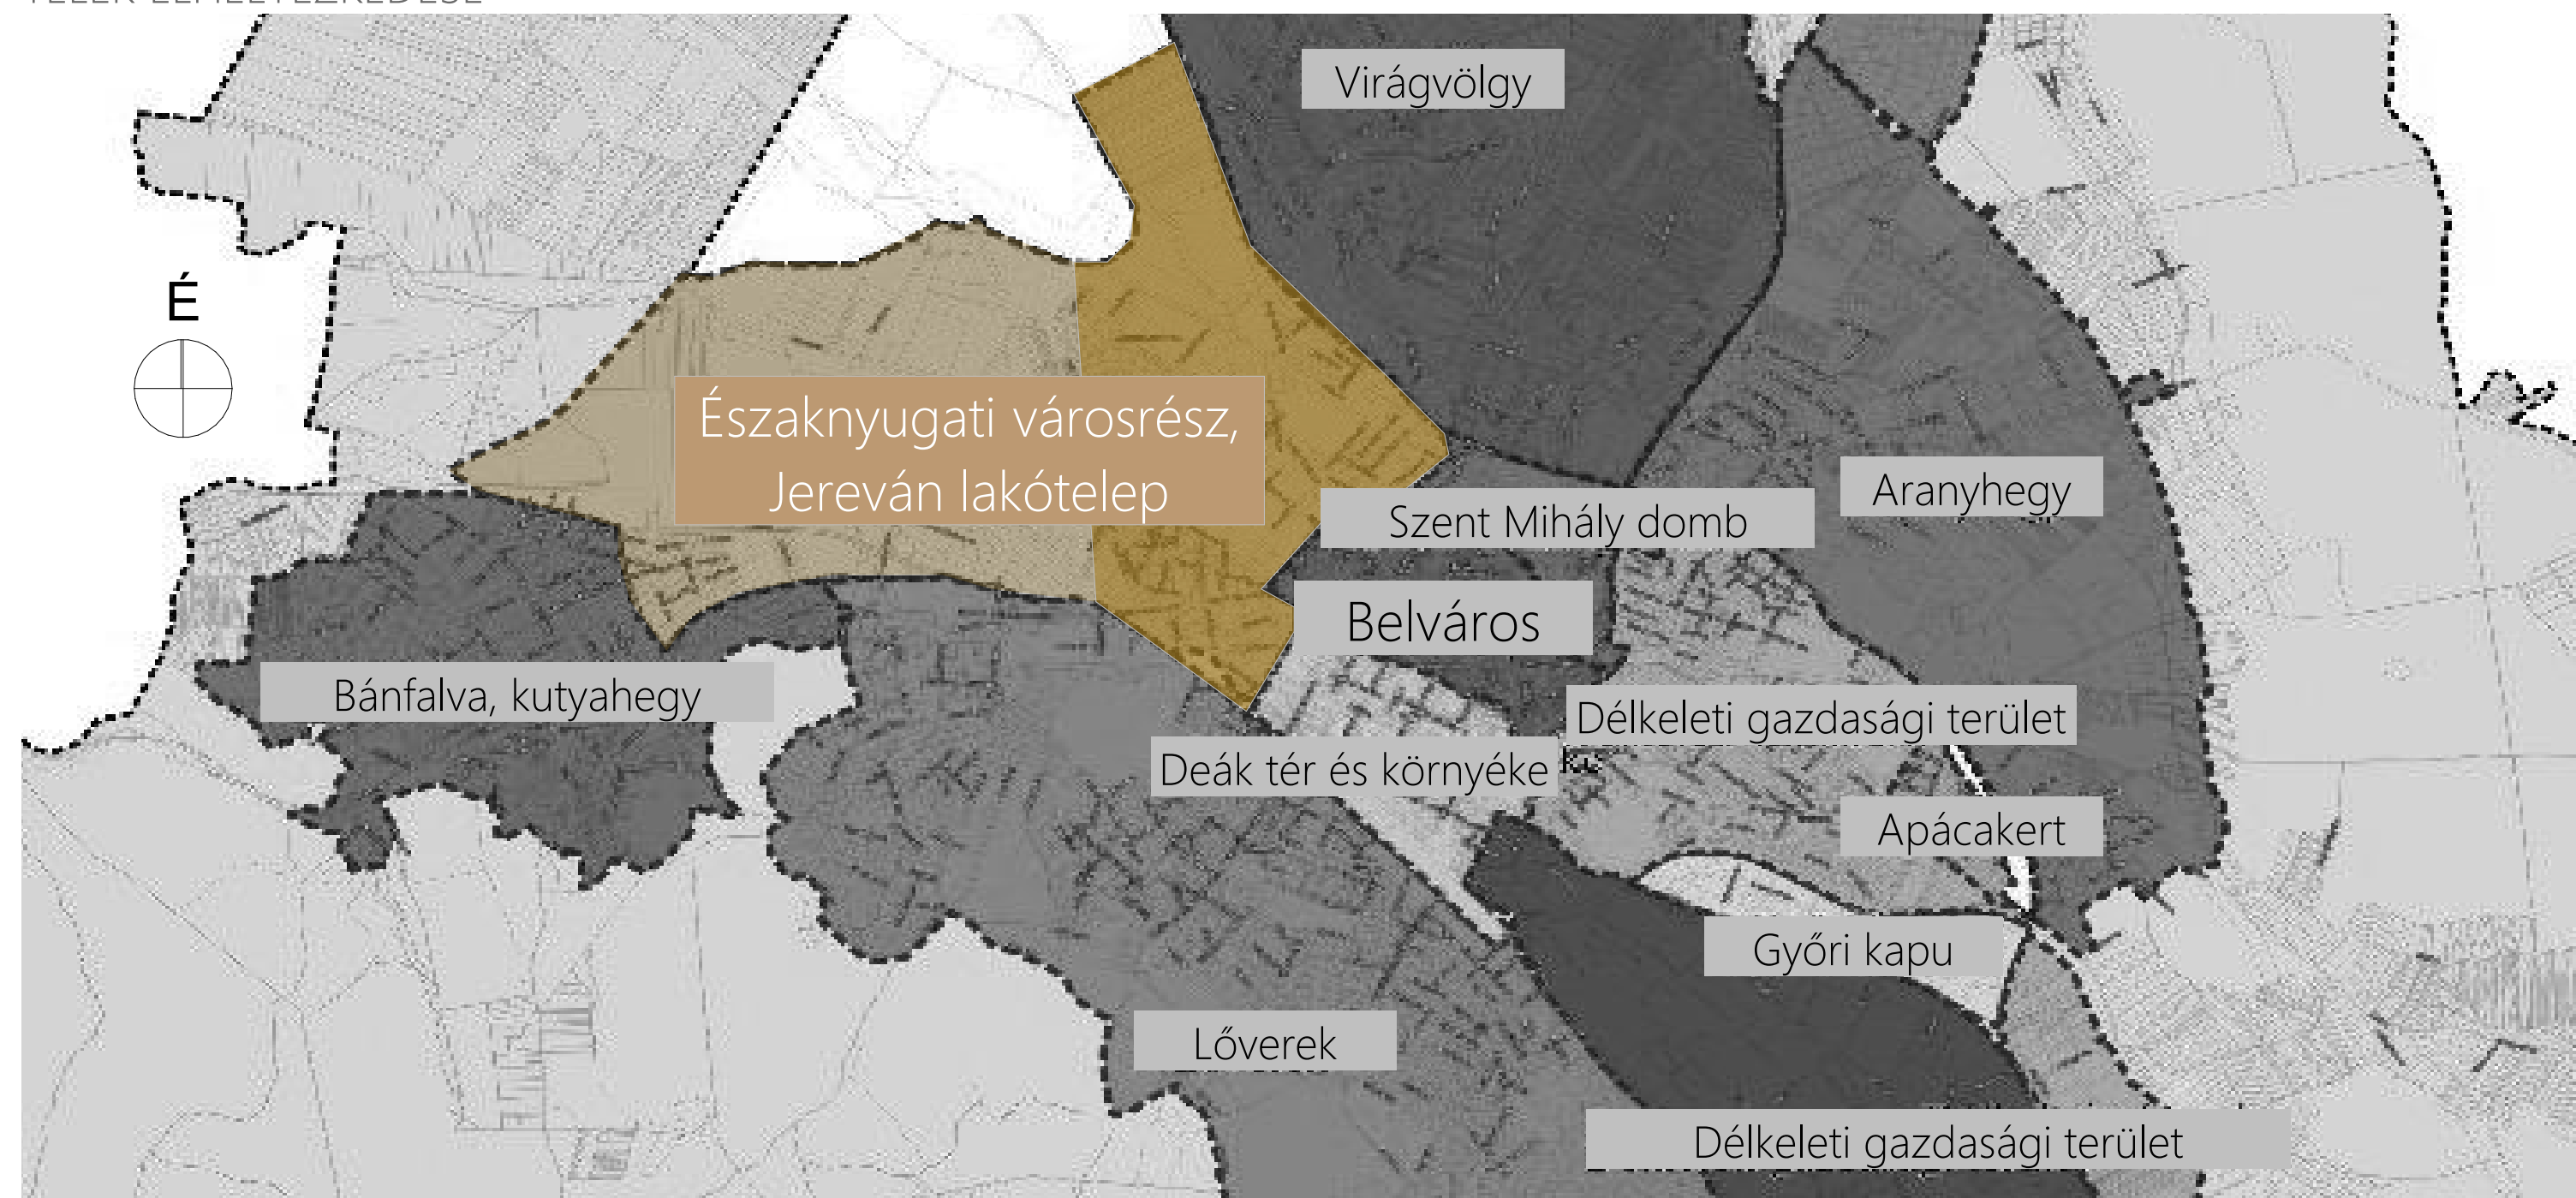 Virágvölgy
É
Északnyugati városrész,
Jereván lakótelep
Aranyhegy
Szent Mihály domb
Belváros
Bánfalva, kutyahegy
Délkeleti gazdasági terület
Deák tér és környéke
Apácakert
Győri kapu
Lőverek
Délkeleti gazdasági terület